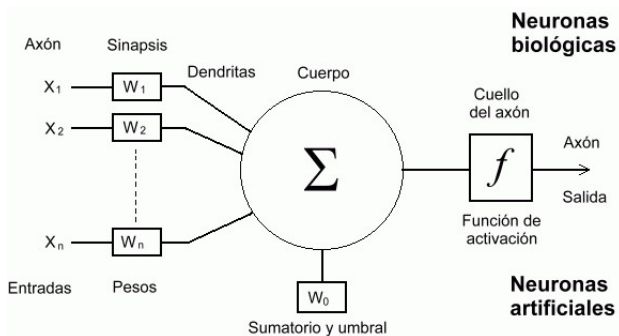 Neuronas
biológicas
Axón Sinapsis
Dendritas Cuerpo
X1 W1
Cuello
del axón
X2 W2
Σ
f
Axón
Salida
Xn Wn
Función de
activación
Entradas Pesos
W0
Neuronas
artificiales
Sumatorio y umbral